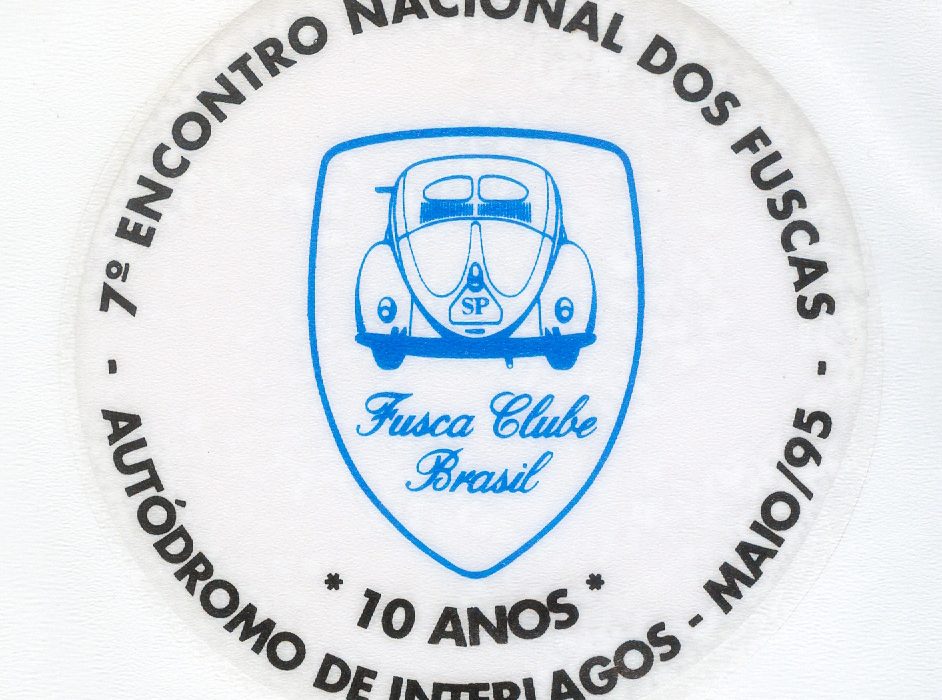 7º ENCONTRO NACIONAL DOS FUSCAS
SP
Fusca Clube
Brasil
* 10 ANOS *
- AUTÓDROMO DE INTERLAGOS - MAIO/95 -